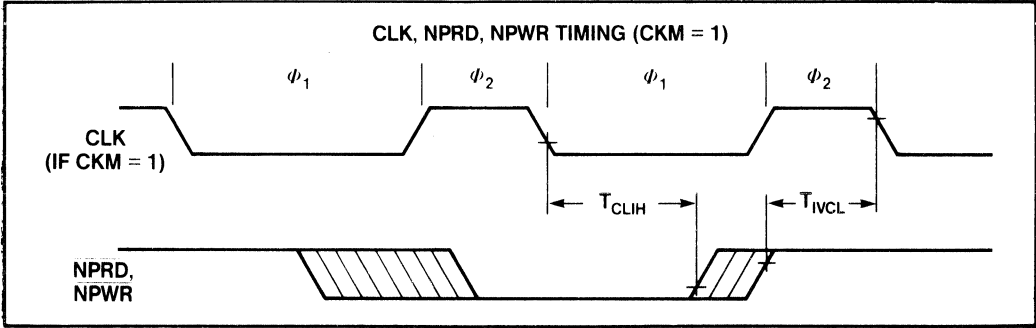 CLK, NPRD, NPWR TIMING (CKM = 1)
Φ1 Φ2 Φ1 Φ2
CLK
(IF CKM = 1)
TCLIH TIVCL
NPRD,
NPWR